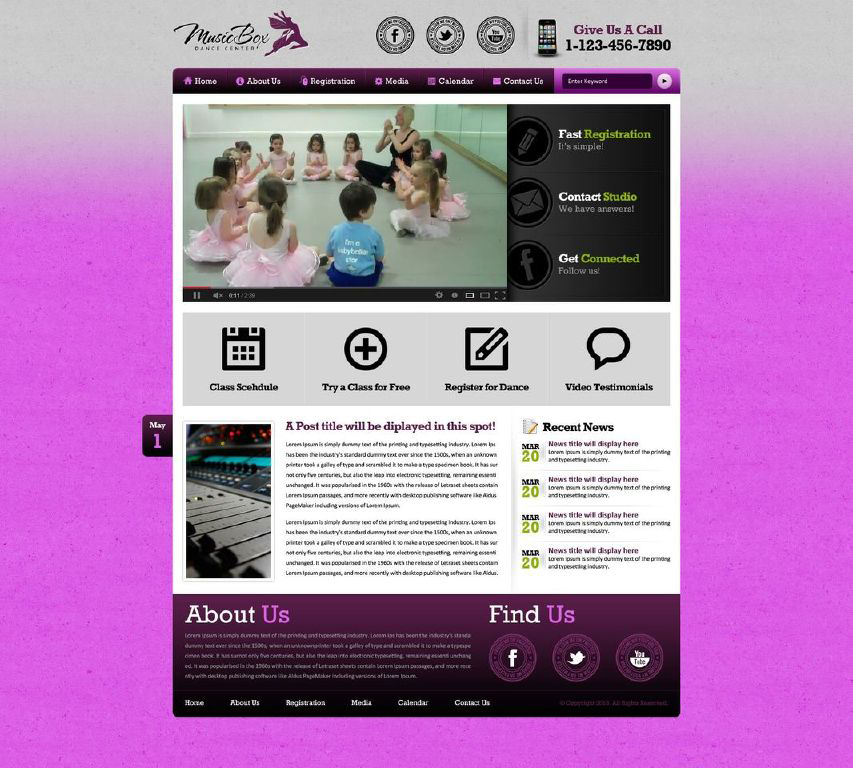 MusicBox
DANCE CENTER
You Tube
Give Us A Call
1-123-456-7890
Home
About Us
Registration
Media
Calendar
Contact Us
Enter Keyword
I'm a
babyballet
star
0:11 / 2:39
Fast Registration
It's simple!
Contact Studio
We have answers!
Get Connected
Follow us!
Class Scehdule
Try a Class for Free
Register for Dance
Video Testimonials
May
1
A Post title will be diplayed in this spot!
Lorem Ipsum is simply dummy text of the printing and typesetting industry. Lorem Ips
has been the industry's standard dummy text ever since the 1500s, when an unknown
printer took a galley of type and scrambled it to make a type specimen book. It has sur
not only five centuries, but also the leap into electronic typesetting, remaining essenti
unchanged. It was popularised in the 1960s with the release of Letraset sheets contain
Lorem Ipsum passages, and more recently with desktop publishing software like Aldus
PageMaker including versions of Lorem Ipsum.
Lorem Ipsum is simply dummy text of the printing and typesetting industry. Lorem Ips
has been the industry's standard dummy text ever since the 1500s, when an unknown
printer took a galley of type and scrambled it to make a type specimen book. It has sur
not only five centuries, but also the leap into electronic typesetting, remaining essenti
unchanged. It was popularised in the 1960s with the release of Letraset sheets contain
Lorem Ipsum passages, and more recently with desktop publishing software like Aldus.
Recent News
MAR
20
News title will display here
Lorem Ipsum is simply dummy text of the printing
and typesetting industry.
MAR
20
News title will display here
Lorem Ipsum is simply dummy text of the printing
and typesetting industry.
MAR
20
News title will display here
Lorem Ipsum is simply dummy text of the printing
and typesetting industry.
MAR
20
News title will display here
Lorem Ipsum is simply dummy text of the printing
and typesetting industry.
About Us
Lorem Ipsum is simply dummy text of the printing and typesetting industry. Lorem Ipsum has been the industry's stand
dummy text ever since the 1500s, when an unknown printer took a galley of type and scrambled it to make a type spe
book. It has survived not only five centuries, but also the leap into electronic typesetting, remaining essentially unchang
ed. It was popularised in the 1960s with the release of Letraset sheets containing Lorem Ipsum passages, and more rece
ntly with desktop publishing software like Aldus PageMaker including versions of Lorem Ipsum.
Find Us
You Tube
Home
About Us
Registration
Media
Calendar
Contact Us
All Rights Reserved.